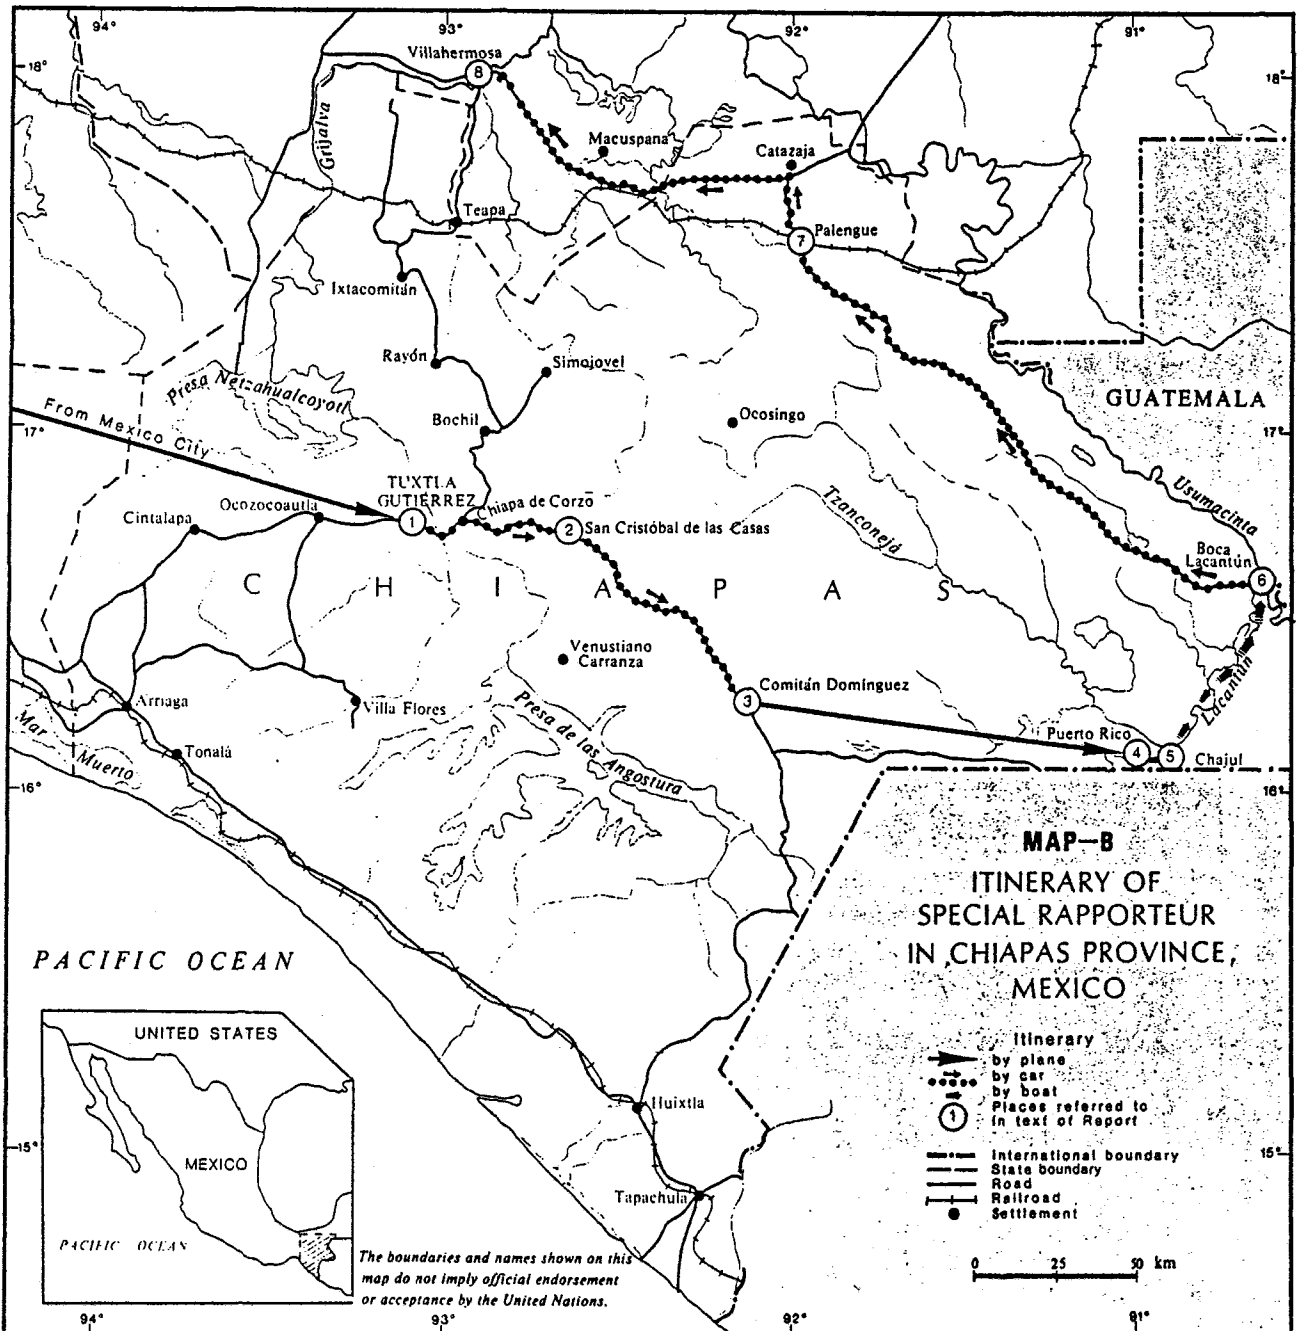 94°
93°
92°
91°
18°
18°
Villahermosa
8
Grijalva
Macuspana
Catazaja
Teapa
7
Palengue
Ixtacomitán
Rayón
Simojovel
Presa Netzahualcoyotl
GUATEMALA
From Mexico City
17°
17°
Bochil
Ocosingo
TUXTLA
GUTIÉRREZ
Chiapa de Corzo
Usumacinta
Ocozocoautla
Cintalapa
1
2
San Cristóbal de las Casas
Tzanconejá
Boca
Lacantún
6
C H I A P A S
Venustiano
Carranza
Lacantún
3
Comitán Domínguez
Arriaga
Villa Flores
Presa de las Angostura
Puerto Rico
4
5
Chajul
Mar Muerto
Tonalá
16°
16°
MAP—B
ITINERARY OF
SPECIAL RAPPORTEUR
IN CHIAPAS PROVINCE,
MEXICO
PACIFIC OCEAN
Itinerary
by plane
by car
by boat
1
Places referred to
in text of Report
International boundary
State boundary
Road
Railroad
Settlement
0 25 50 km
UNITED STATES
MEXICO
PACIFIC OCEAN
Huixtla
15°
15°
Tapachula
The boundaries and names shown on this
map do not imply official endorsement
or acceptance by the United Nations.
94°
93°
92°
91°